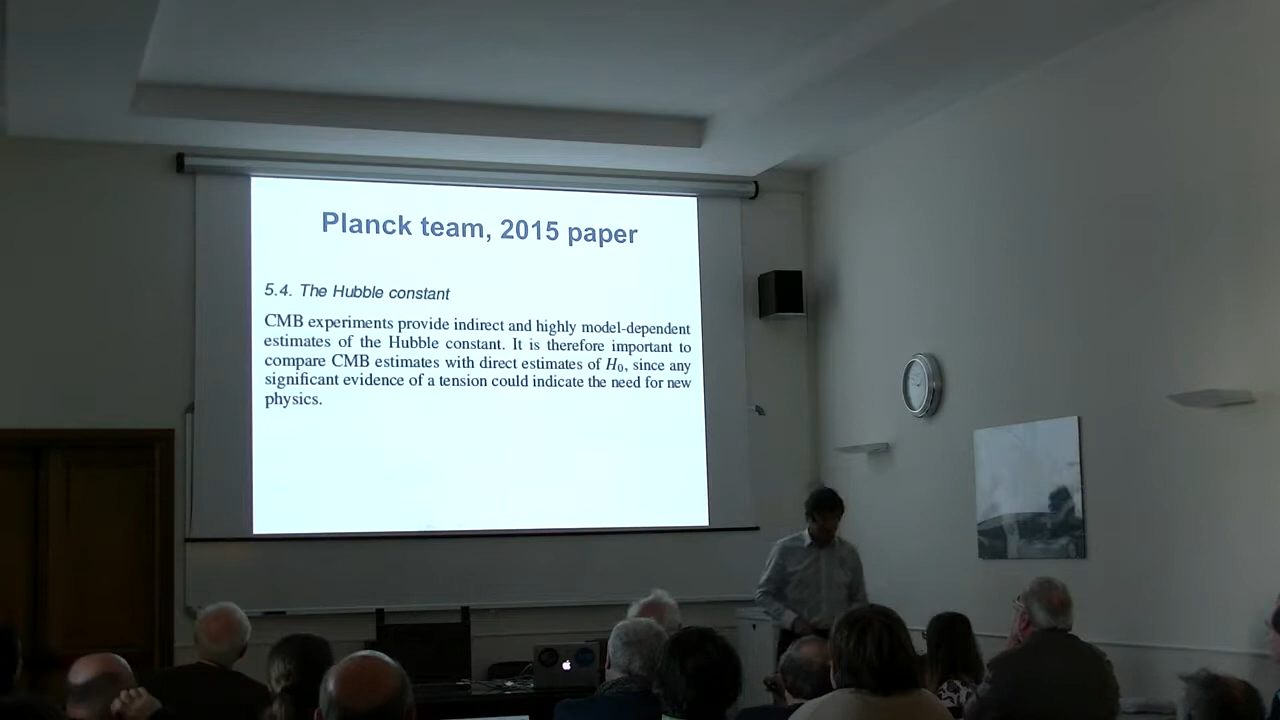 Planck team, 2015 paper
5.4. The Hubble constant
CMB experiments provide indirect and highly model-dependent
estimates of the Hubble constant. It is therefore important to
compare CMB estimates with direct estimates of H₀, since any
significant evidence of a tension could indicate the need for new
physics.